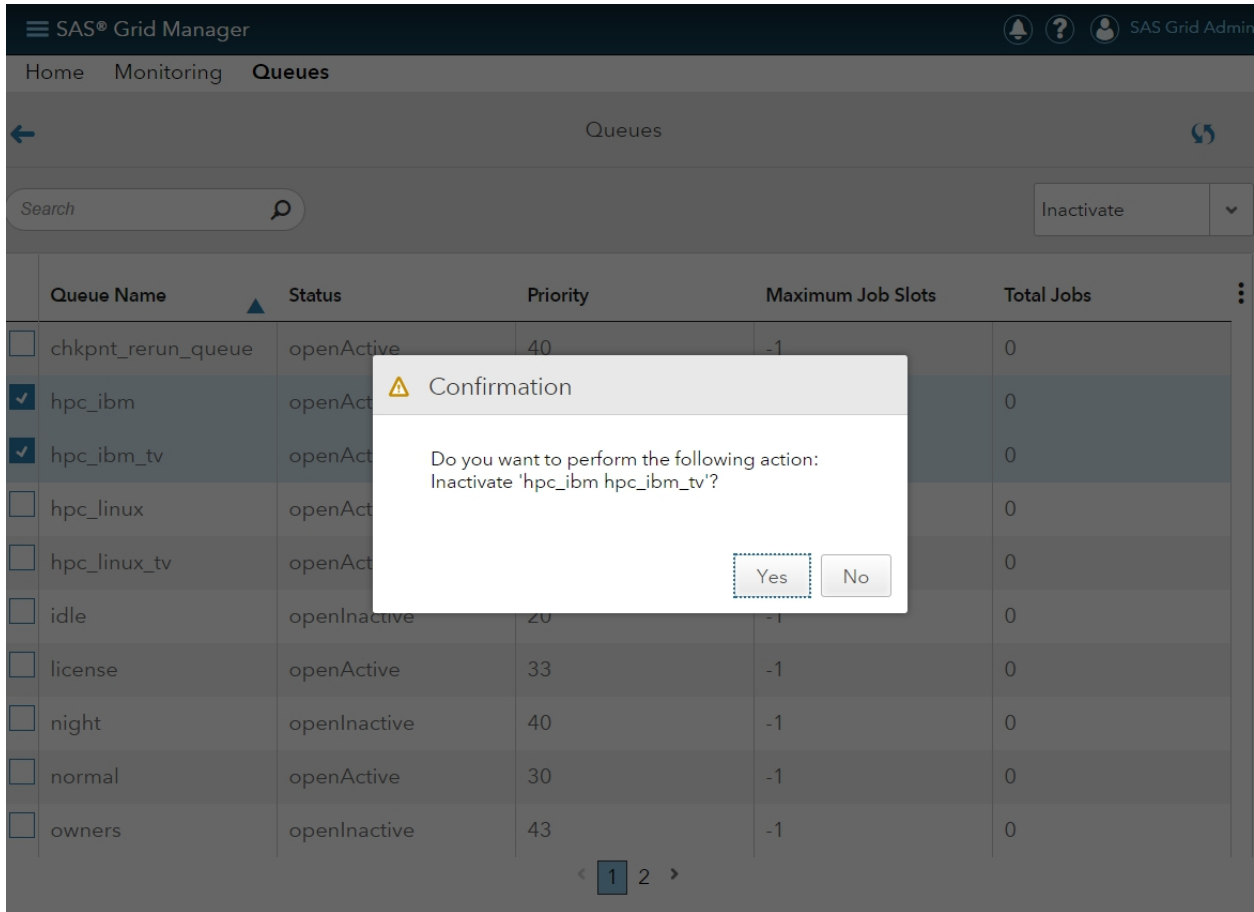 SAS® Grid Manager
SAS Grid Admin
Home Monitoring Queues
Queues
Search
Inactivate
Queue Name Status Priority Maximum Job Slots Total Jobs
chkpnt_rerun_queue openActive 40 -1 0
hpc_ibm openAct 0
hpc_ibm_tv openAct 0
hpc_linux openAct 0
hpc_linux_tv openAct 0
idle openInactive 20 -1 0
license openActive 33 -1 0
night openInactive 40 -1 0
normal openActive 30 -1 0
owners openInactive 43 -1 0
Confirmation
Do you want to perform the following action:
Inactivate 'hpc_ibm hpc_ibm_tv'?
Yes No
1 2